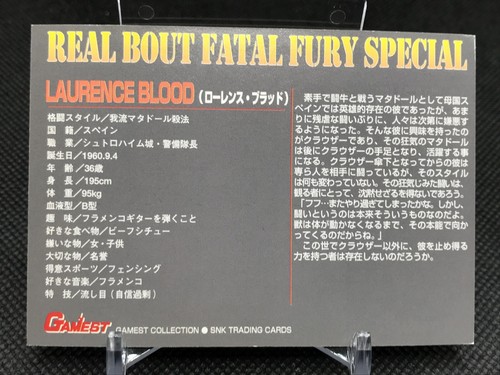 REAL BOUT FATAL FURY SPECIAL
LAURENCE BLOOD（ローレンス・ブラッド）
格闘スタイル／我流マタドール殺法
国　籍／スペイン
職　業／シュトロハイム城・警備隊長
誕生日／1960.9.4
年　齢／36歳
身　長／195cm
体　重／95kg
血液型／B型
趣　味／フラメンコギターを弾くこと
好きな食べ物／ビーフシチュー
嫌いな物／女・子供
大切な物／名誉
得意スポーツ／フェンシング
好きな音楽／フラメンコ
特　技／流し目（自信過剰）
素手で闘牛と戦うマタドールとして母国ス
ペインでは英雄的存在の彼であったが、あま
りに残虐な闘いぶりに、人々は次第に嫌悪す
るようになった。そんな彼に興味を持ったの
がクラウザーであり、その狂気のマタドール
は後にクラウザーの手足となり、活躍する事
になる。クラウザー傘下となってからの彼は
専ら人を相手に闘っているが、そのスタイル
は何も変わっていない。その狂気じみた闘いは、
観る者にとって、沈黙せざるを得ないであろう。
「フフ…またやり過ぎてしまったかな。しかし、
闘いというのは本来そういうものなのだよ。
獣は体が動かなくなるまで、その本能で向か
ってくるのだからね。」
この世でクラウザー以外に、彼を止め得る
力を持つ者は存在しないのだろうか。
GAMEST GAMEST COLLECTION ● SNK TRADING CARDS